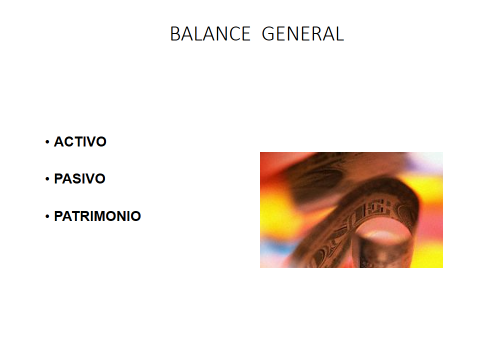 BALANCE GENERAL
• ACTIVO
• PASIVO
• PATRIMONIO